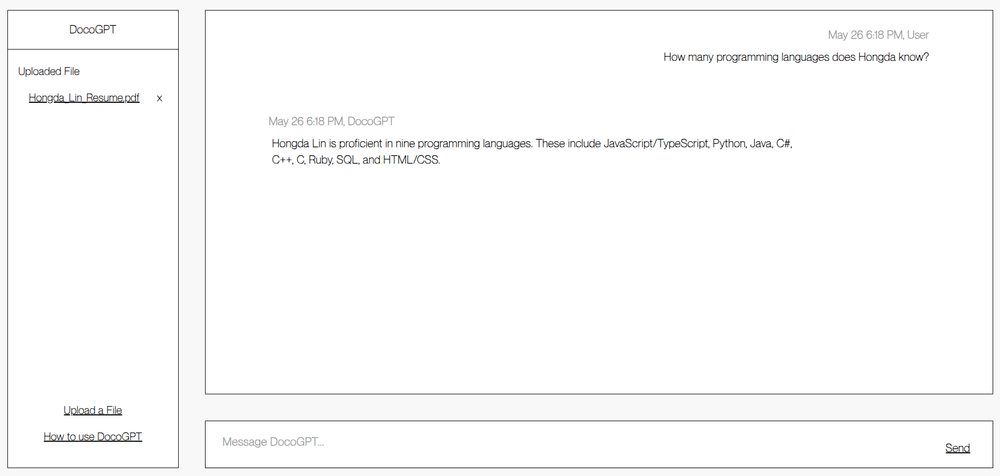 DocoGPT
Uploaded File
Hongda_Lin_Resume.pdf x
Upload a File
How to use DocoGPT
May 26 6:18 PM, User
How many programming languages does Hongda know?
May 26 6:18 PM, DocoGPT
Hongda Lin is proficient in nine programming languages. These include JavaScript/TypeScript, Python, Java, C#,
C++, C, Ruby, SQL, and HTML/CSS.
Message DocoGPT...
Send